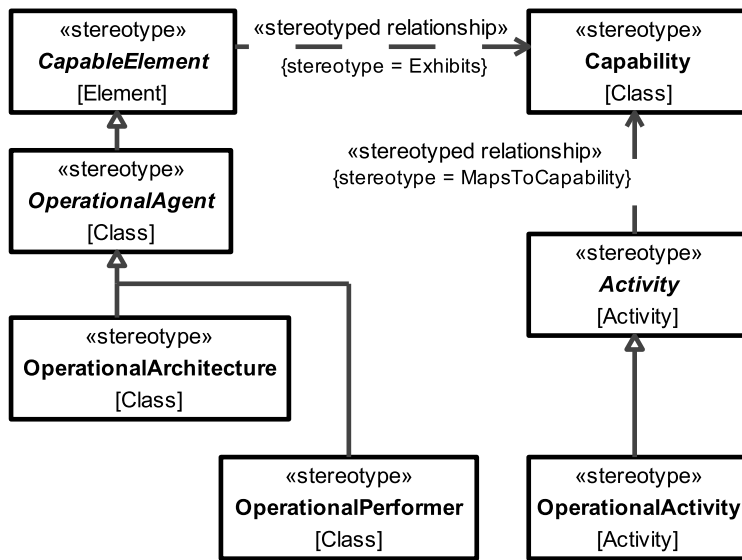 «stereotype»
CapableElement
[Element]
«stereotyped relationship»
{stereotype = Exhibits}
«stereotype»
Capability
[Class]
«stereotype»
OperationalAgent
[Class]
«stereotyped relationship»
{stereotype = MapsToCapability}
«stereotype»
Activity
[Activity]
«stereotype»
OperationalArchitecture
[Class]
«stereotype»
OperationalPerformer
[Class]
«stereotype»
OperationalActivity
[Activity]